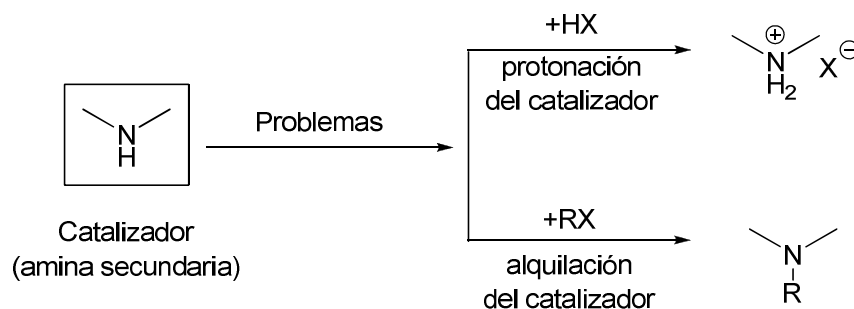 N
H
Catalizador
(amina secundaria)
Problemas
+HX
protonación
del catalizador
⊕
N
H2
X⊖
+RX
alquilación
del catalizador
N
R